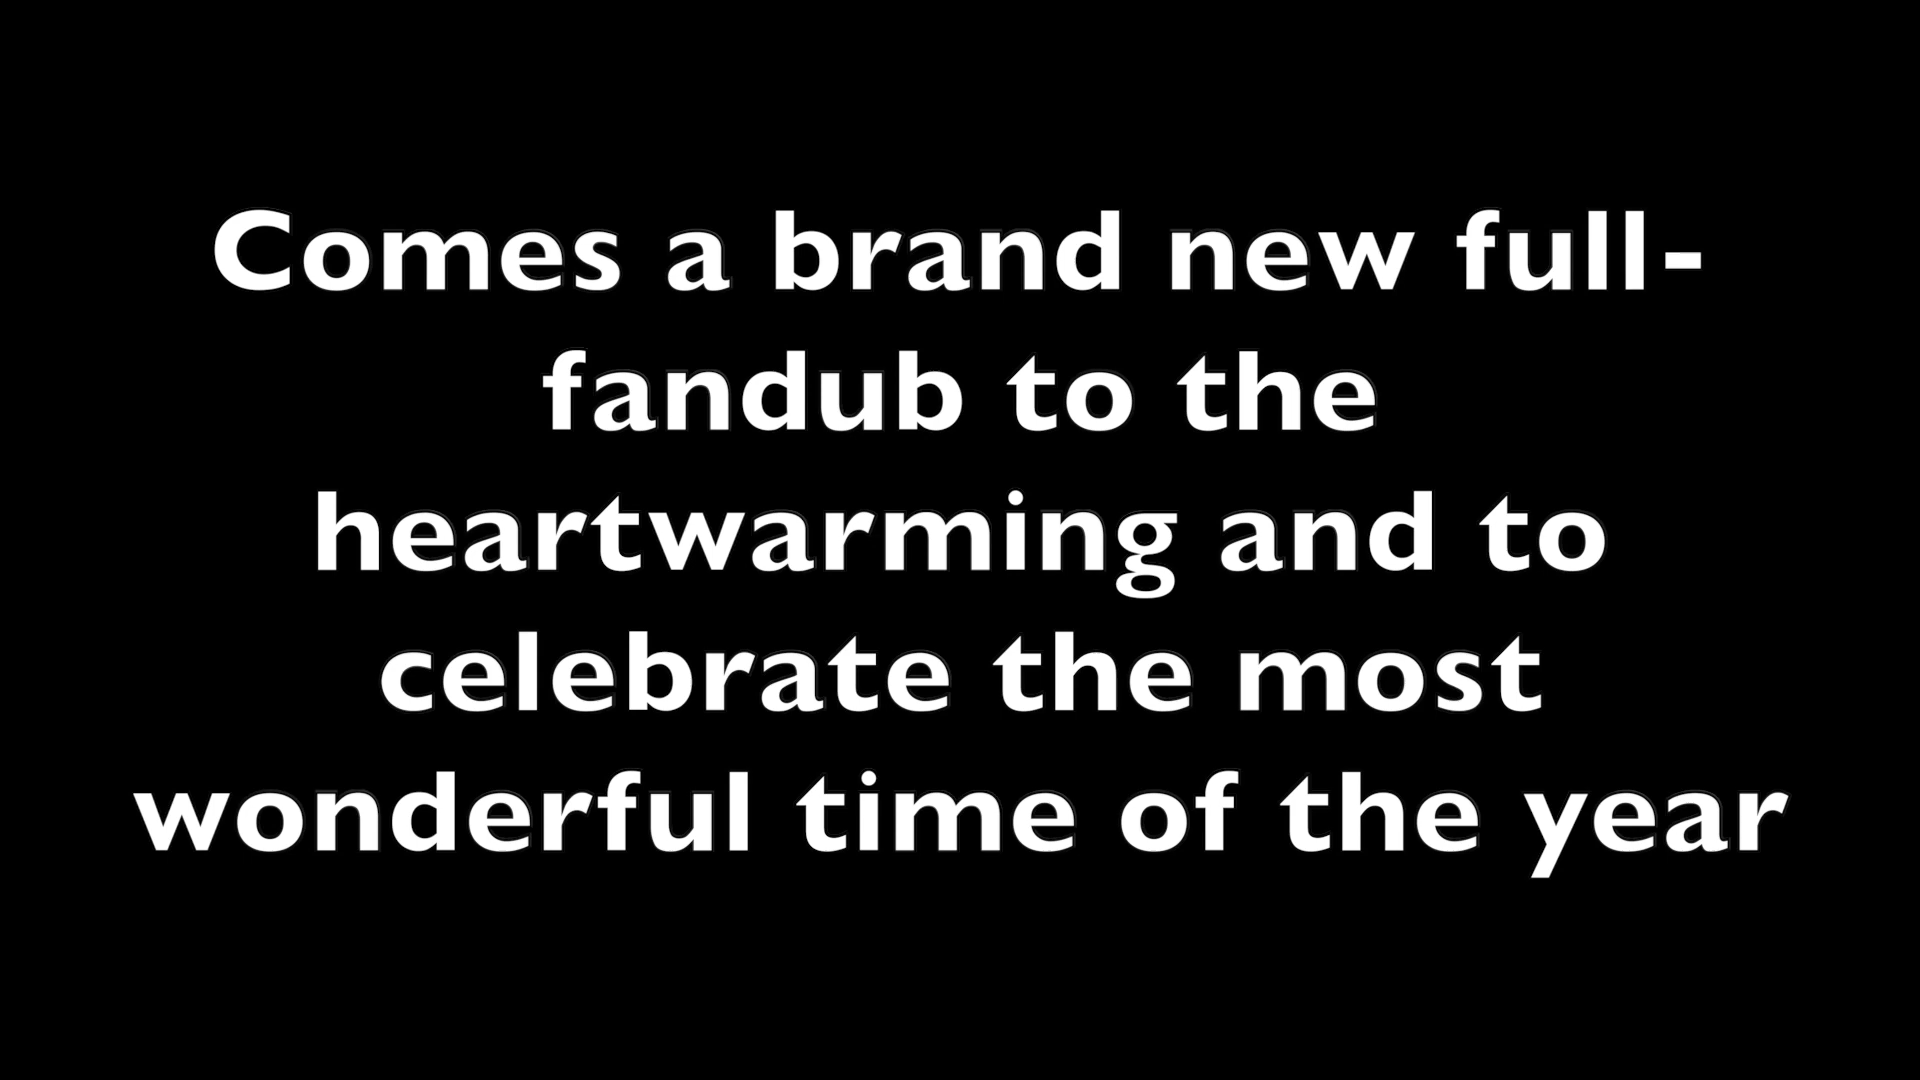 Comes a brand new full-
fandub to the
heartwarming and to
celebrate the most
wonderful time of the year